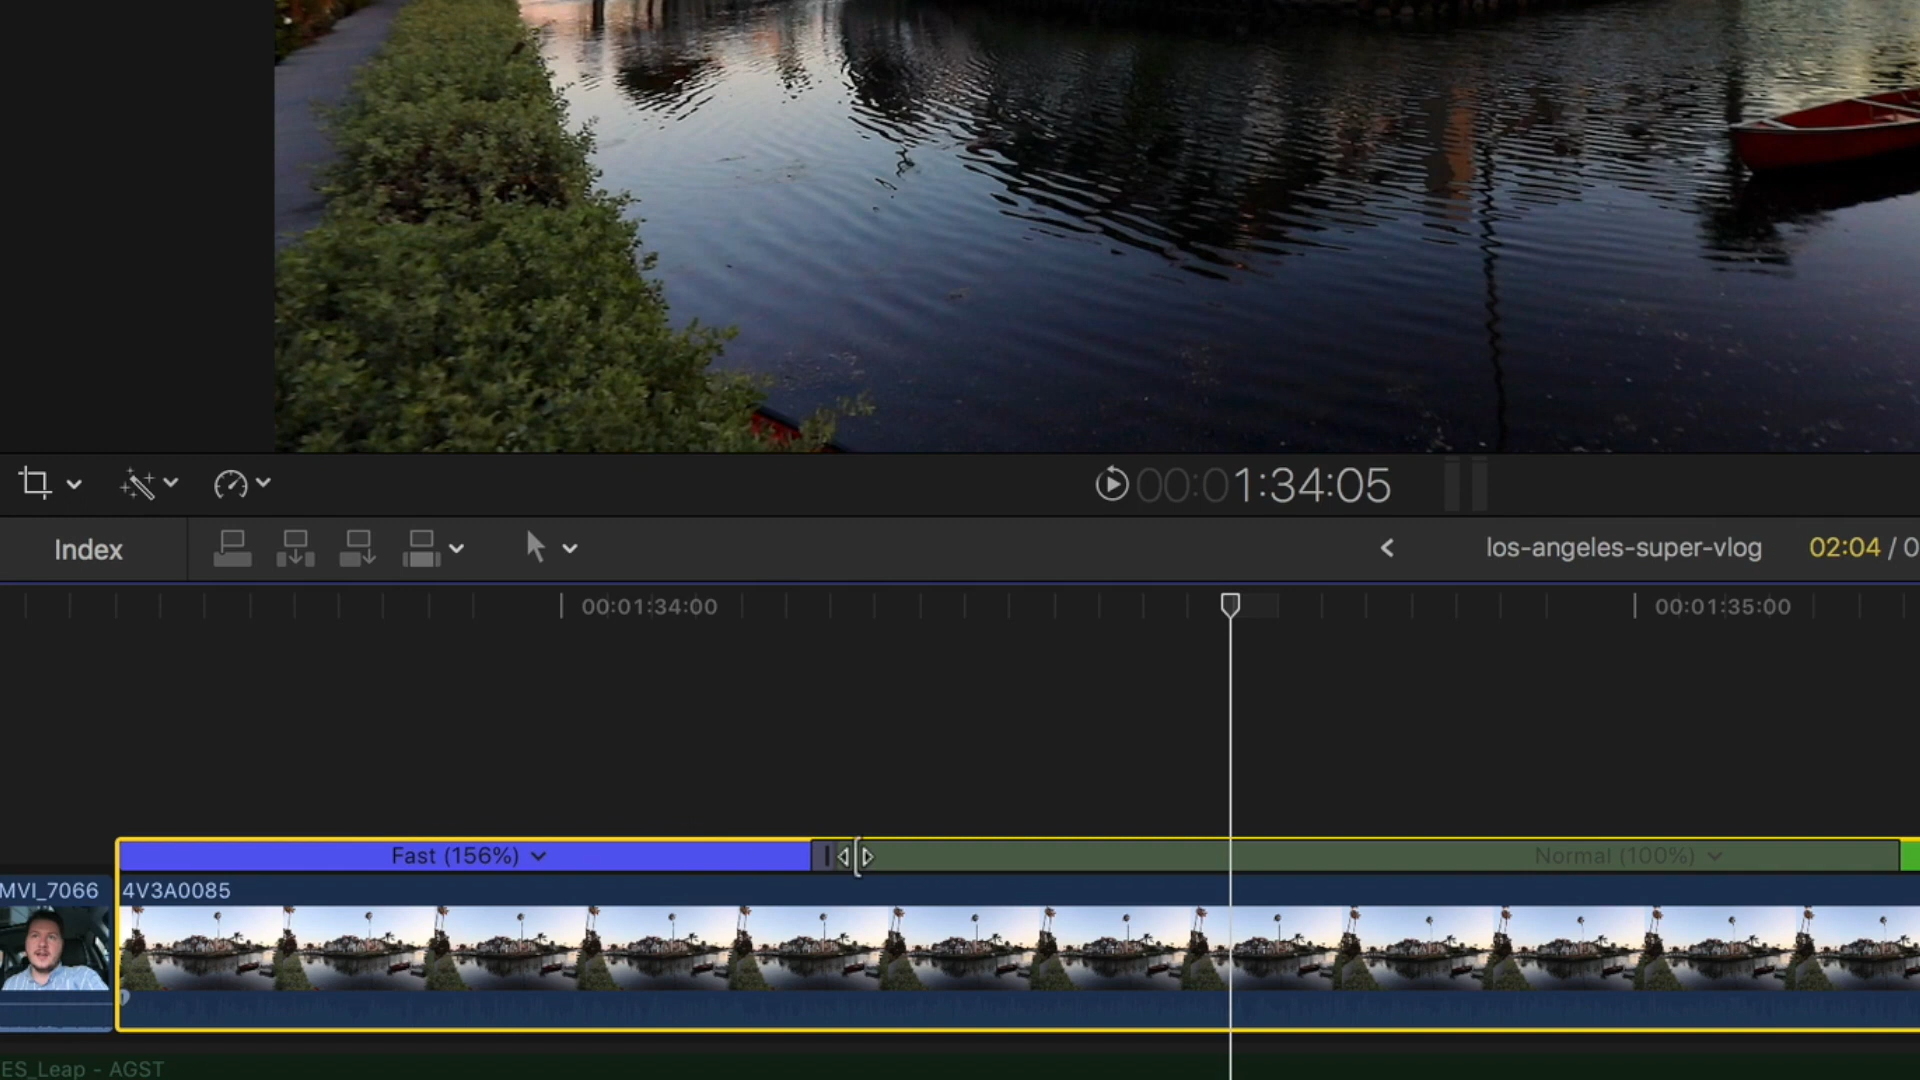 00:01:34:05
Index
los-angeles-super-vlog
02:04 / 0
00:01:34:00
00:01:35:00
Fast (156%)
Normal (100%)
MVI_7066
4V3A0085
ES_Leap - AGST